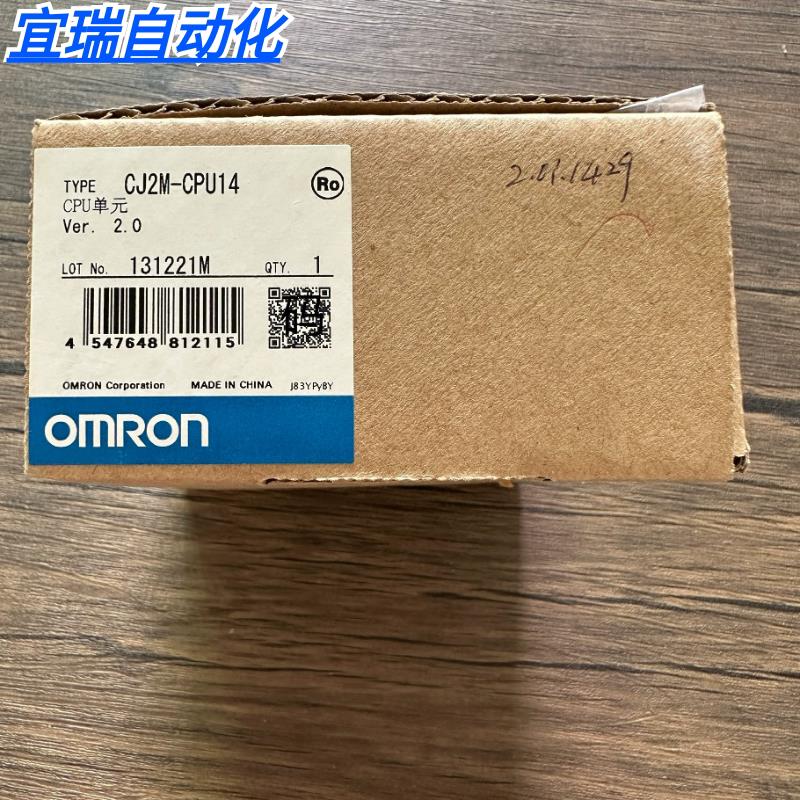 宜瑞自动化
TYPE CJ2M-CPU14
Ro
CPU单元
Ver. 2.0
LOT No. 131221M QTY. 1
码
4 547648 812115
OMRON Corporation MADE IN CHINA J83YPyBY
OMRON
2.01.1429